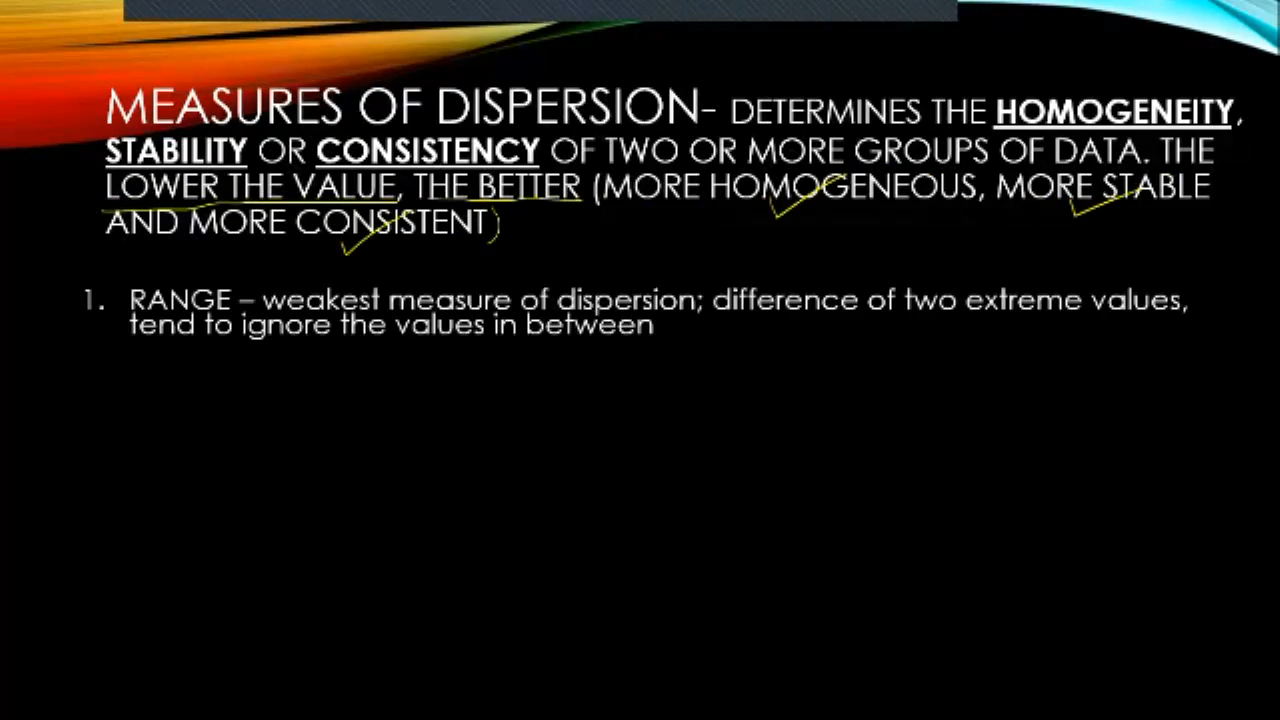 MEASURES OF DISPERSION- DETERMINES THE HOMOGENEITY,
STABILITY OR CONSISTENCY OF TWO OR MORE GROUPS OF DATA. THE
LOWER THE VALUE, THE BETTER (MORE HOMOGENEOUS, MORE STABLE
AND MORE CONSISTENT)
1. RANGE – weakest measure of dispersion; difference of two extreme values,
tend to ignore the values in between